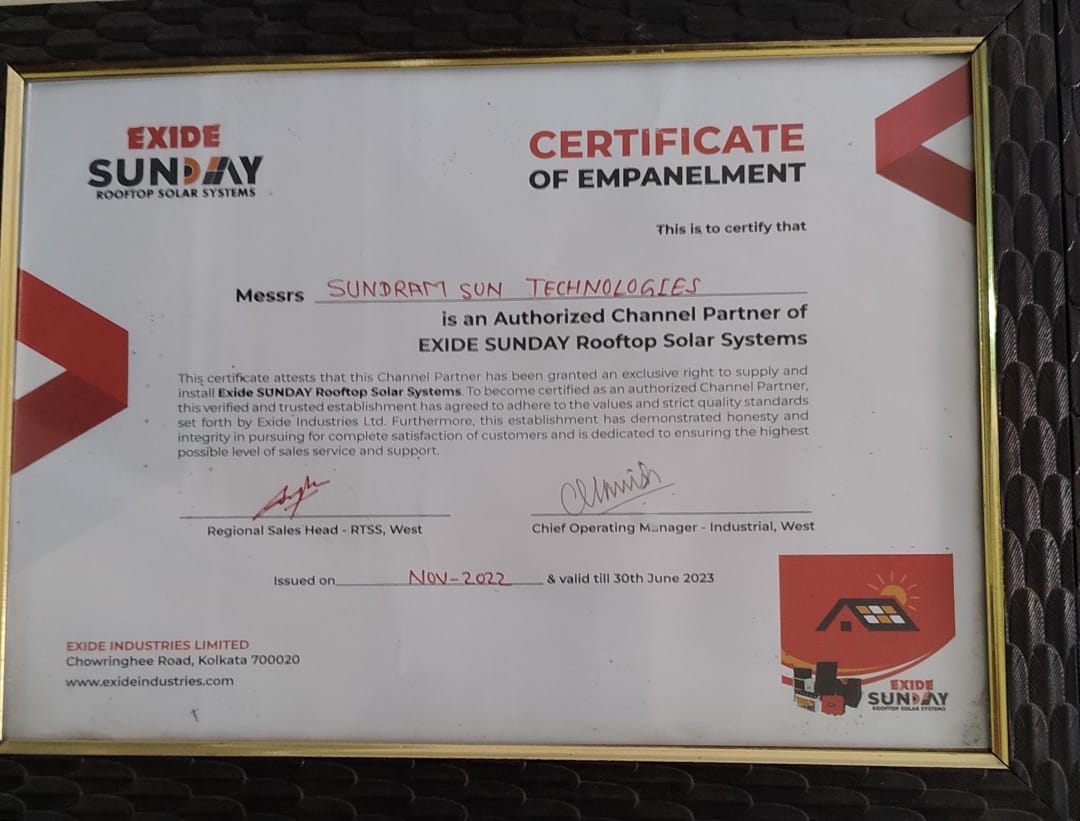 EXIDE
SUNDAY
ROOFTOP SOLAR SYSTEMS
CERTIFICATE
OF EMPANELMENT
This is to certify that
Messrs SUNDRAM SUN TECHNOLOGIES
is an Authorized Channel Partner of
EXIDE SUNDAY Rooftop Solar Systems
This certificate attests that this Channel Partner has been granted an exclusive right to supply and
install Exide SUNDAY Rooftop Solar Systems. To become certified as an authorized Channel Partner,
this verified and trusted establishment has agreed to adhere to the values and strict quality standards
set forth by Exide Industries Ltd. Furthermore, this establishment has demonstrated honesty and
integrity in pursuing for complete satisfaction of customers and is dedicated to ensuring the highest
possible level of sales service and support.
Regional Sales Head - RTSS, West
Chief Operating Manager - Industrial, West
Issued on NOV-2022 & valid till 30th June 2023
EXIDE INDUSTRIES LIMITED
Chowringhee Road, Kolkata 700020
www.exideindustries.com
EXIDE
SUNDAY
ROOFTOP SOLAR SYSTEMS